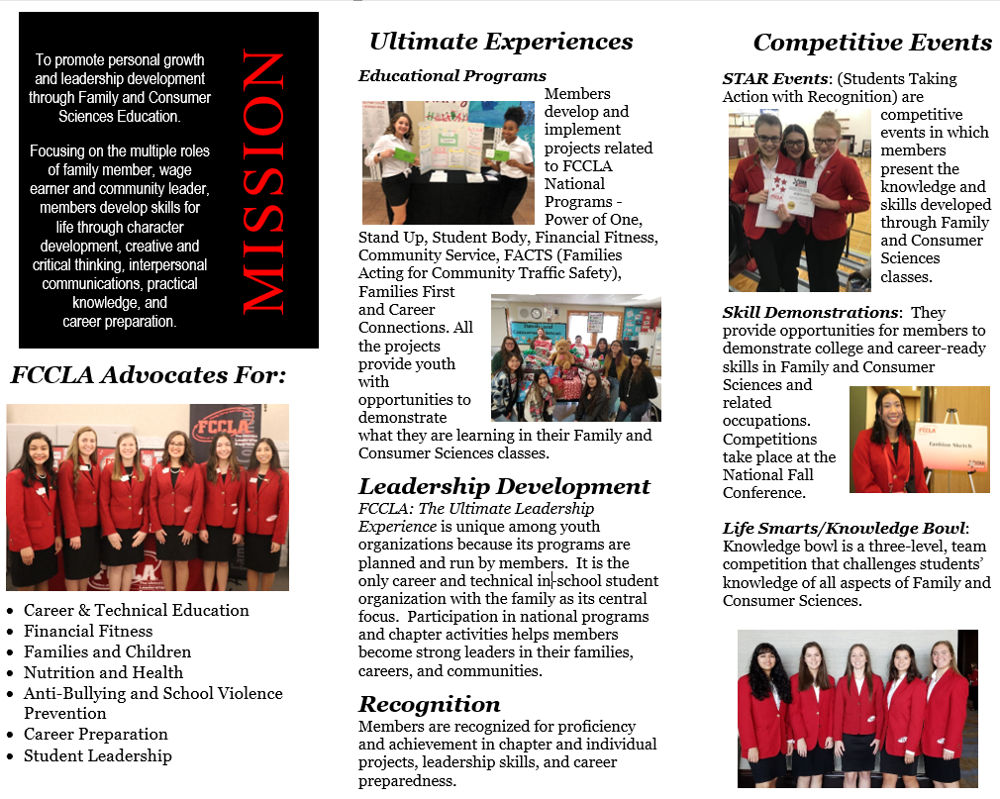 To promote personal growth
and leadership development
through Family and Consumer
Sciences Education.
Focusing on the multiple roles
of family member, wage
earner and community leader,
members develop skills for
life through character
development, creative and
critical thinking, interpersonal
communications, practical
knowledge, and
career preparation.
MISSION
FCCLA Advocates For:
FCCLA
• Career & Technical Education
• Financial Fitness
• Families and Children
• Nutrition and Health
• Anti-Bullying and School Violence
Prevention
• Career Preparation
• Student Leadership
Ultimate Experiences
Educational Programs
Members
develop and
implement
projects related
to FCCLA
National
Programs -
Power of One,
Stand Up, Student Body, Financial Fitness,
Community Service, FACTS (Families
Acting for Community Traffic Safety),
Families First
and Career
Connections. All
the projects
provide youth
with
opportunities to
demonstrate
what they are learning in their Family and
Consumer Sciences classes.
Leadership Development
FCCLA: The Ultimate Leadership
Experience is unique among youth
organizations because its programs are
planned and run by members.  It is the
only career and technical in-school student
organization with the family as its central
focus.  Participation in national programs
and chapter activities helps members
become strong leaders in their families,
careers, and communities.
Recognition
Members are recognized for proficiency
and achievement in chapter and individual
projects, leadership skills, and career
preparedness.
Competitive Events
STAR Events: (Students Taking
Action with Recognition) are
competitive
events in which
members
present the
knowledge and
skills developed
through Family
and Consumer
Sciences
classes.
Skill Demonstrations:  They
provide opportunities for members to
demonstrate college and career-ready
skills in Family and Consumer
Sciences and
related
occupations.
Competitions
take place at the
National Fall
Conference.
FCCLA
Fashion Sketch
Life Smarts/Knowledge Bowl:
Knowledge bowl is a three-level, team
competition that challenges students’
knowledge of all aspects of Family and
Consumer Sciences.